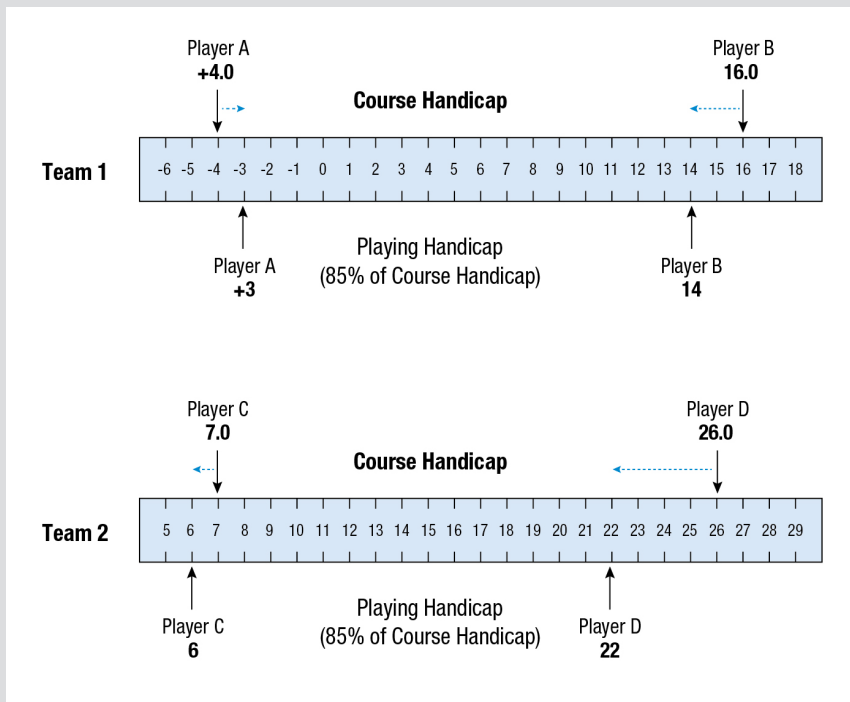 Player A
+4.0
Player B
16.0
Course Handicap
Team 1
-6 -5 -4 -3 -2 -1 0 1 2 3 4 5 6 7 8 9 10 11 12 13 14 15 16 17 18
Player A
+3
Playing Handicap
(85% of Course Handicap)
Player B
14
Player C
7.0
Player D
26.0
Course Handicap
Team 2
5 6 7 8 9 10 11 12 13 14 15 16 17 18 19 20 21 22 23 24 25 26 27 28 29
Player C
6
Playing Handicap
(85% of Course Handicap)
Player D
22